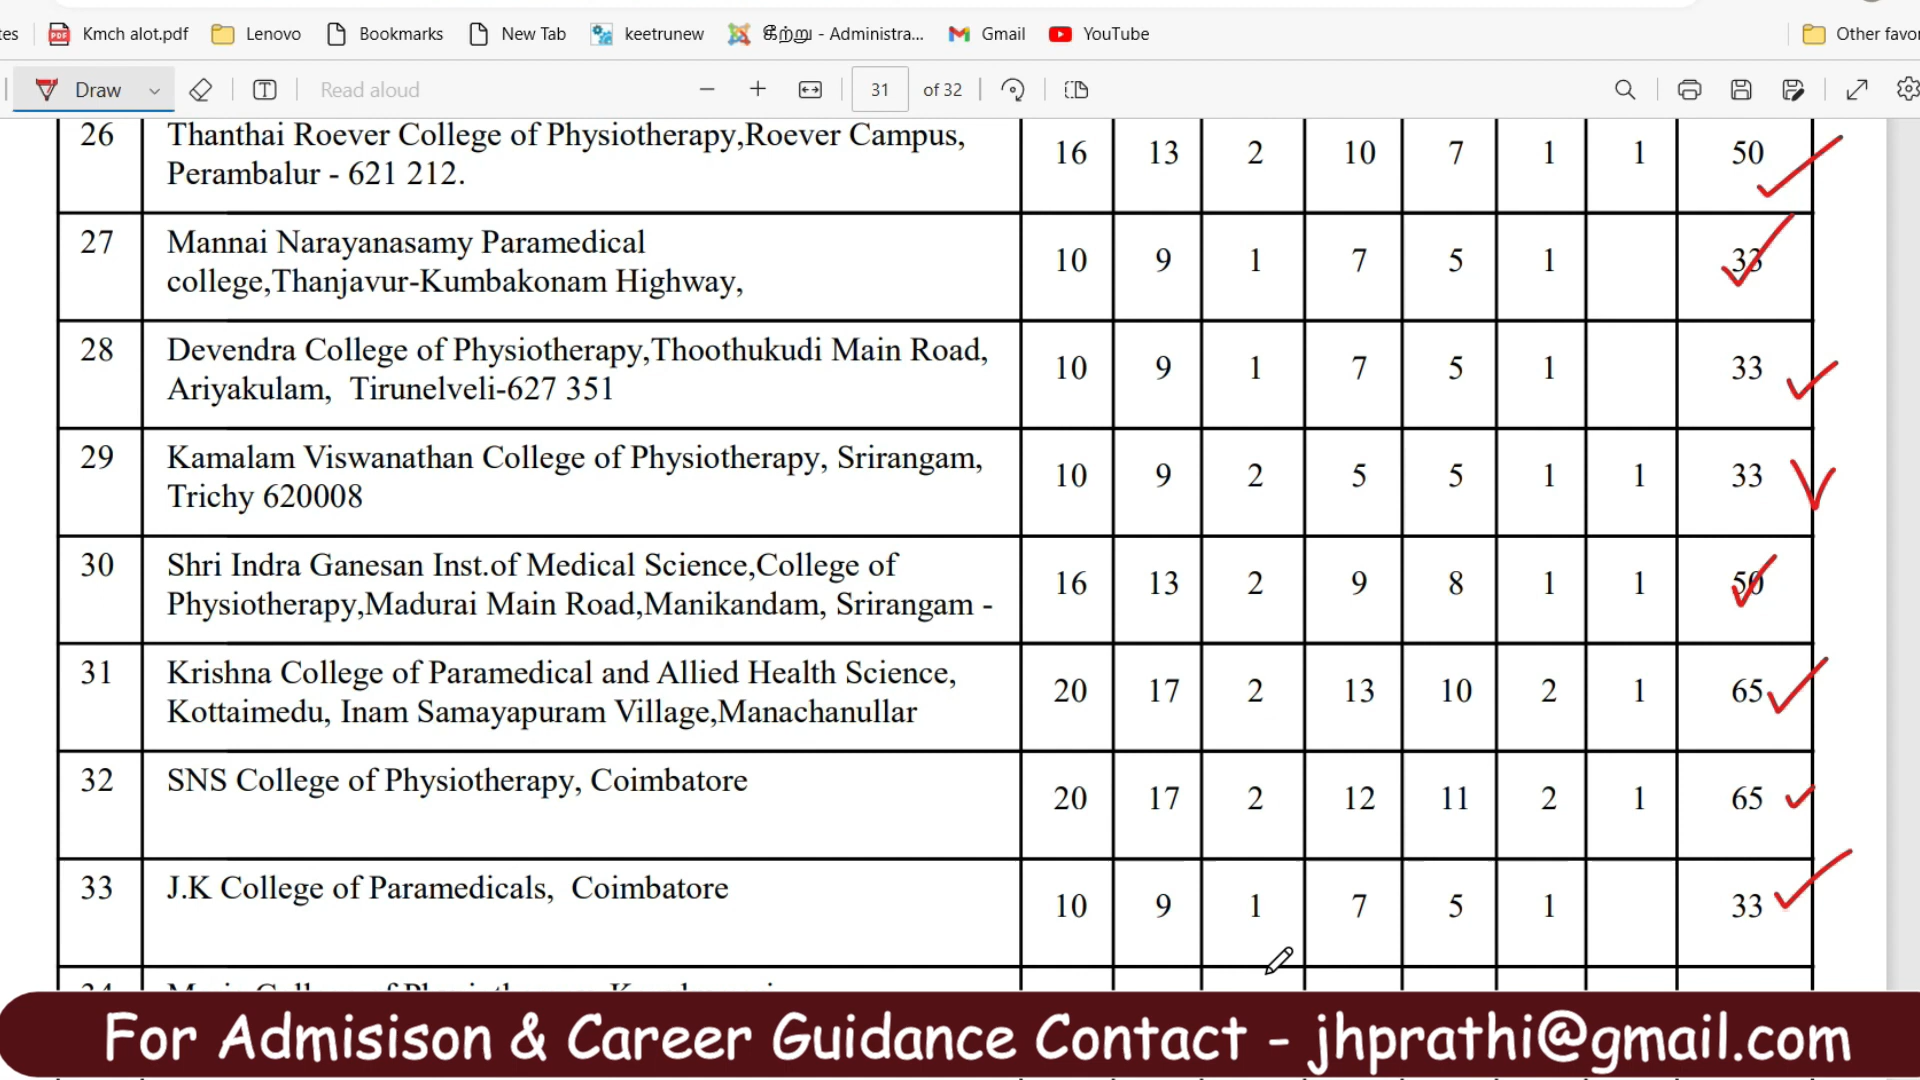 tes Kmch alot.pdf Lenovo Bookmarks New Tab keetrunew கீற்று - Administra... Gmail YouTube Other favor
Draw T Read aloud 31 of 32
26 Thanthai Roever College of Physiotherapy,Roever Campus, 16 13 2 10 7 1 1 50
Perambalur - 621 212.
27 Mannai Narayanasamy Paramedical 10 9 1 7 5 1 33
college,Thanjavur-Kumbakonam Highway,
28 Devendra College of Physiotherapy,Thoothukudi Main Road, 10 9 1 7 5 1 33
Ariyakulam, Tirunelveli-627 351
29 Kamalam Viswanathan College of Physiotherapy, Srirangam, 10 9 2 5 5 1 1 33
Trichy 620008
30 Shri Indra Ganesan Inst.of Medical Science,College of 16 13 2 9 8 1 1 50
Physiotherapy,Madurai Main Road,Manikandam, Srirangam -
31 Krishna College of Paramedical and Allied Health Science, 20 17 2 13 10 2 1 65
Kottaimedu, Inam Samayapuram Village,Manachanullar
32 SNS College of Physiotherapy, Coimbatore 20 17 2 12 11 2 1 65
33 J.K College of Paramedicals, Coimbatore 10 9 1 7 5 1 33
For Admisison & Career Guidance Contact - jhprathi@gmail.com